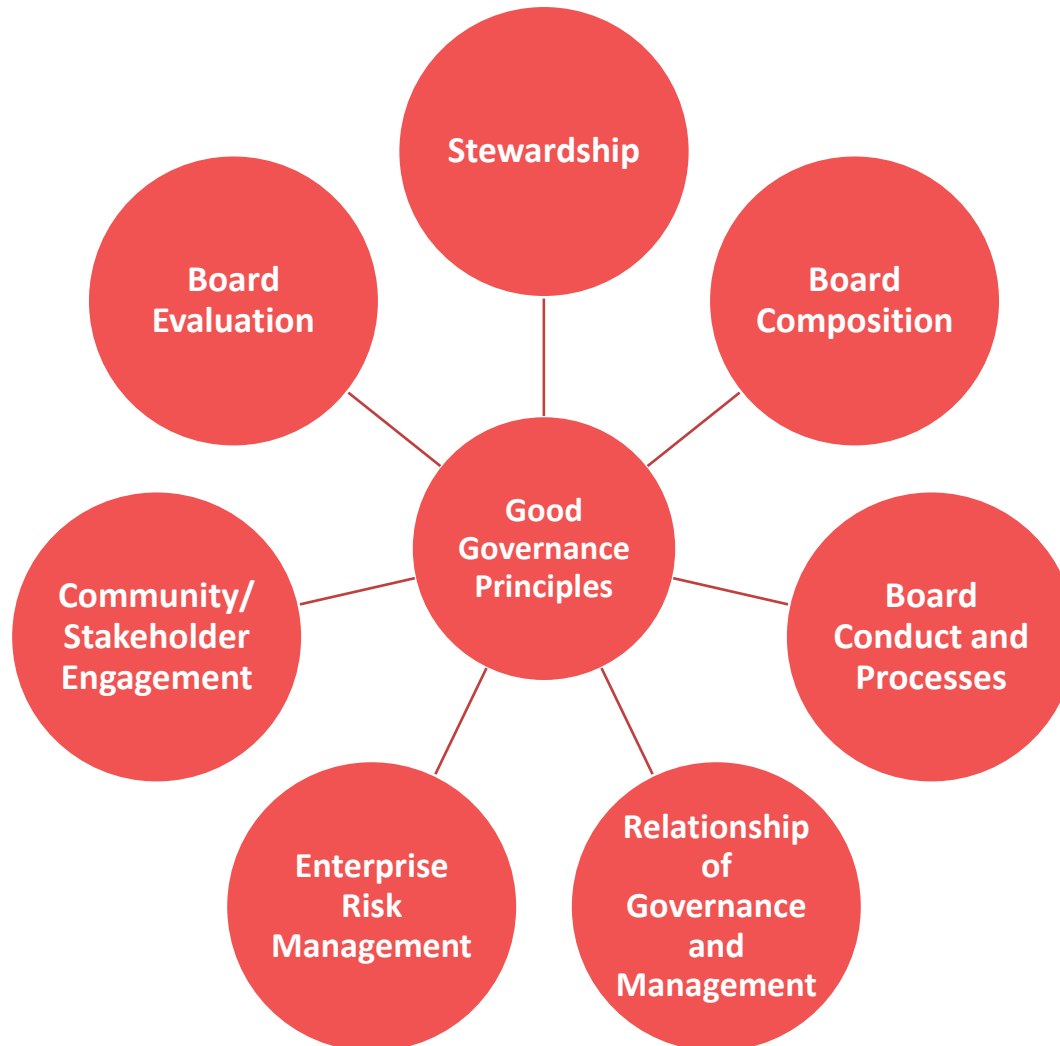 Stewardship
Board
Composition
Board
Conduct and
Processes
Relationship
of
Governance
and
Management
Enterprise
Risk
Management
Community/
Stakeholder
Engagement
Board
Evaluation
Good
Governance
Principles